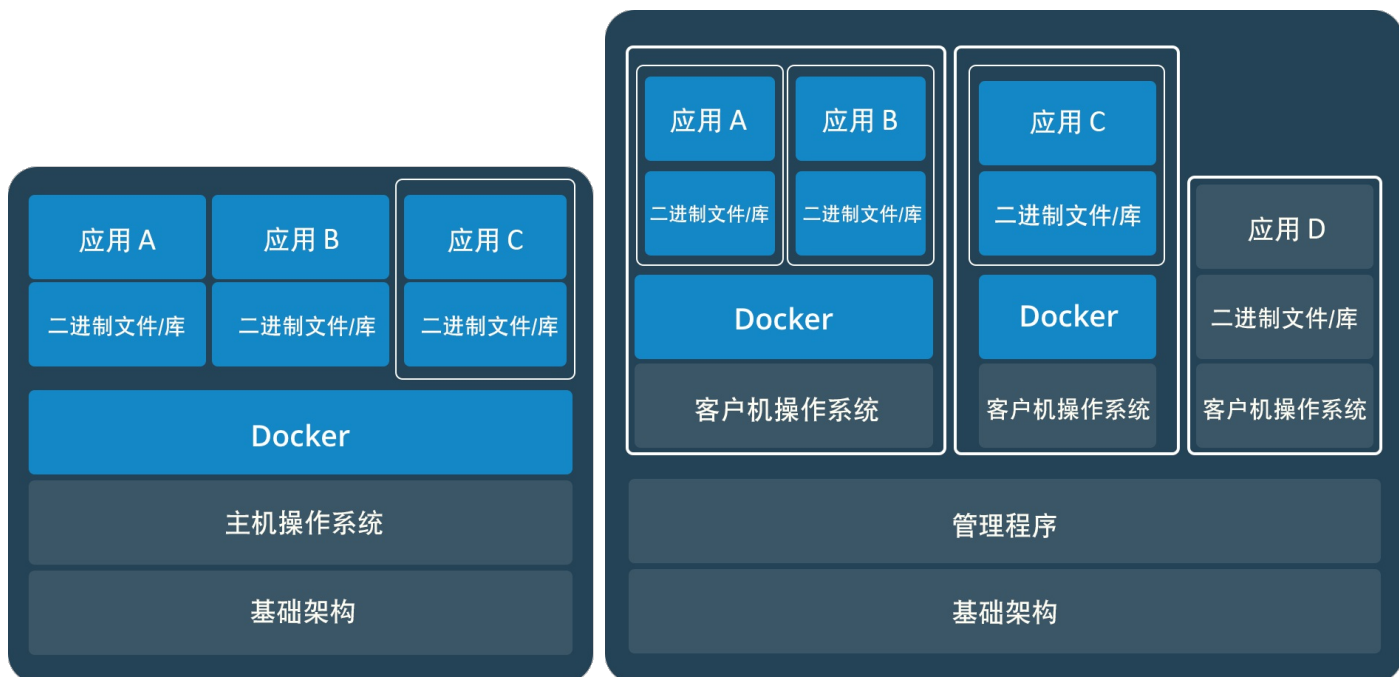 应用 A
应用 B
应用 C
二进制文件/库
二进制文件/库
二进制文件/库
Docker
主机操作系统
基础架构
应用 A
应用 B
应用 C
二进制文件/库
二进制文件/库
二进制文件/库
应用 D
Docker
Docker
二进制文件/库
客户机操作系统
客户机操作系统
客户机操作系统
管理程序
基础架构